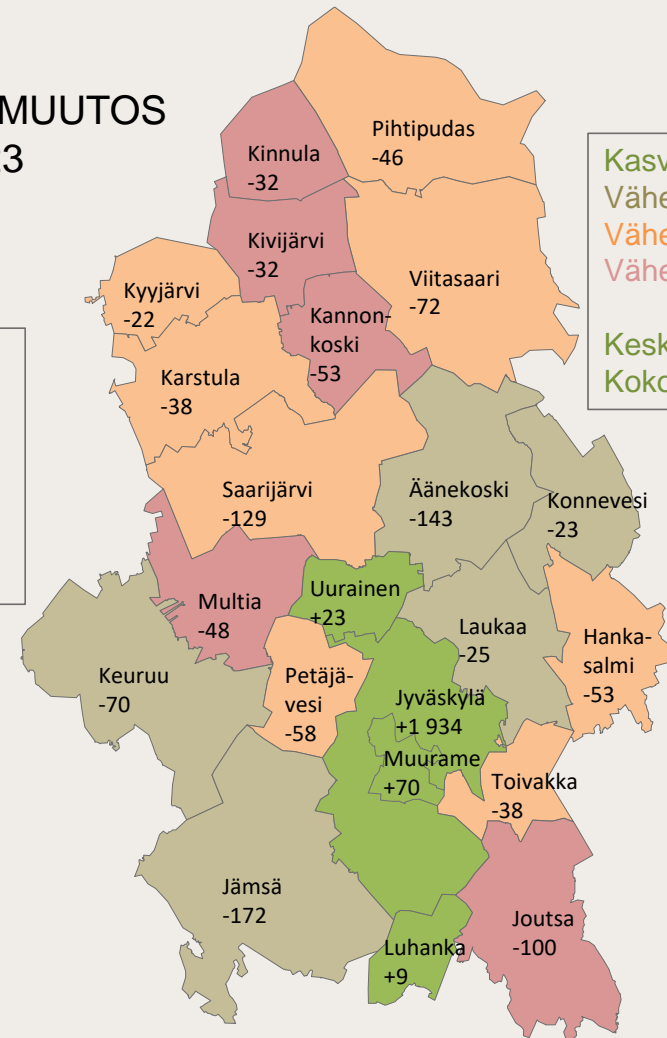 MUUTOS
Pihtipudas
-46
Kinnula
-32
Kivijärvi
-32
Viitasaari
-72
Kyyjärvi
-22
Kannon-
koski
-53
Karstula
-38
Saarijärvi
-129
Äänekoski
-143
Konnevesi
-23
Uurainen
+23
Multia
-48
Laukaa
-25
Hanka-
salmi
-53
Keuruu
-70
Petäjä-
vesi
-58
Jyväskylä
+1 934
Muurame
+70
Toivakka
-38
Jämsä
-172
Luhanka
+9
Joutsa
-100